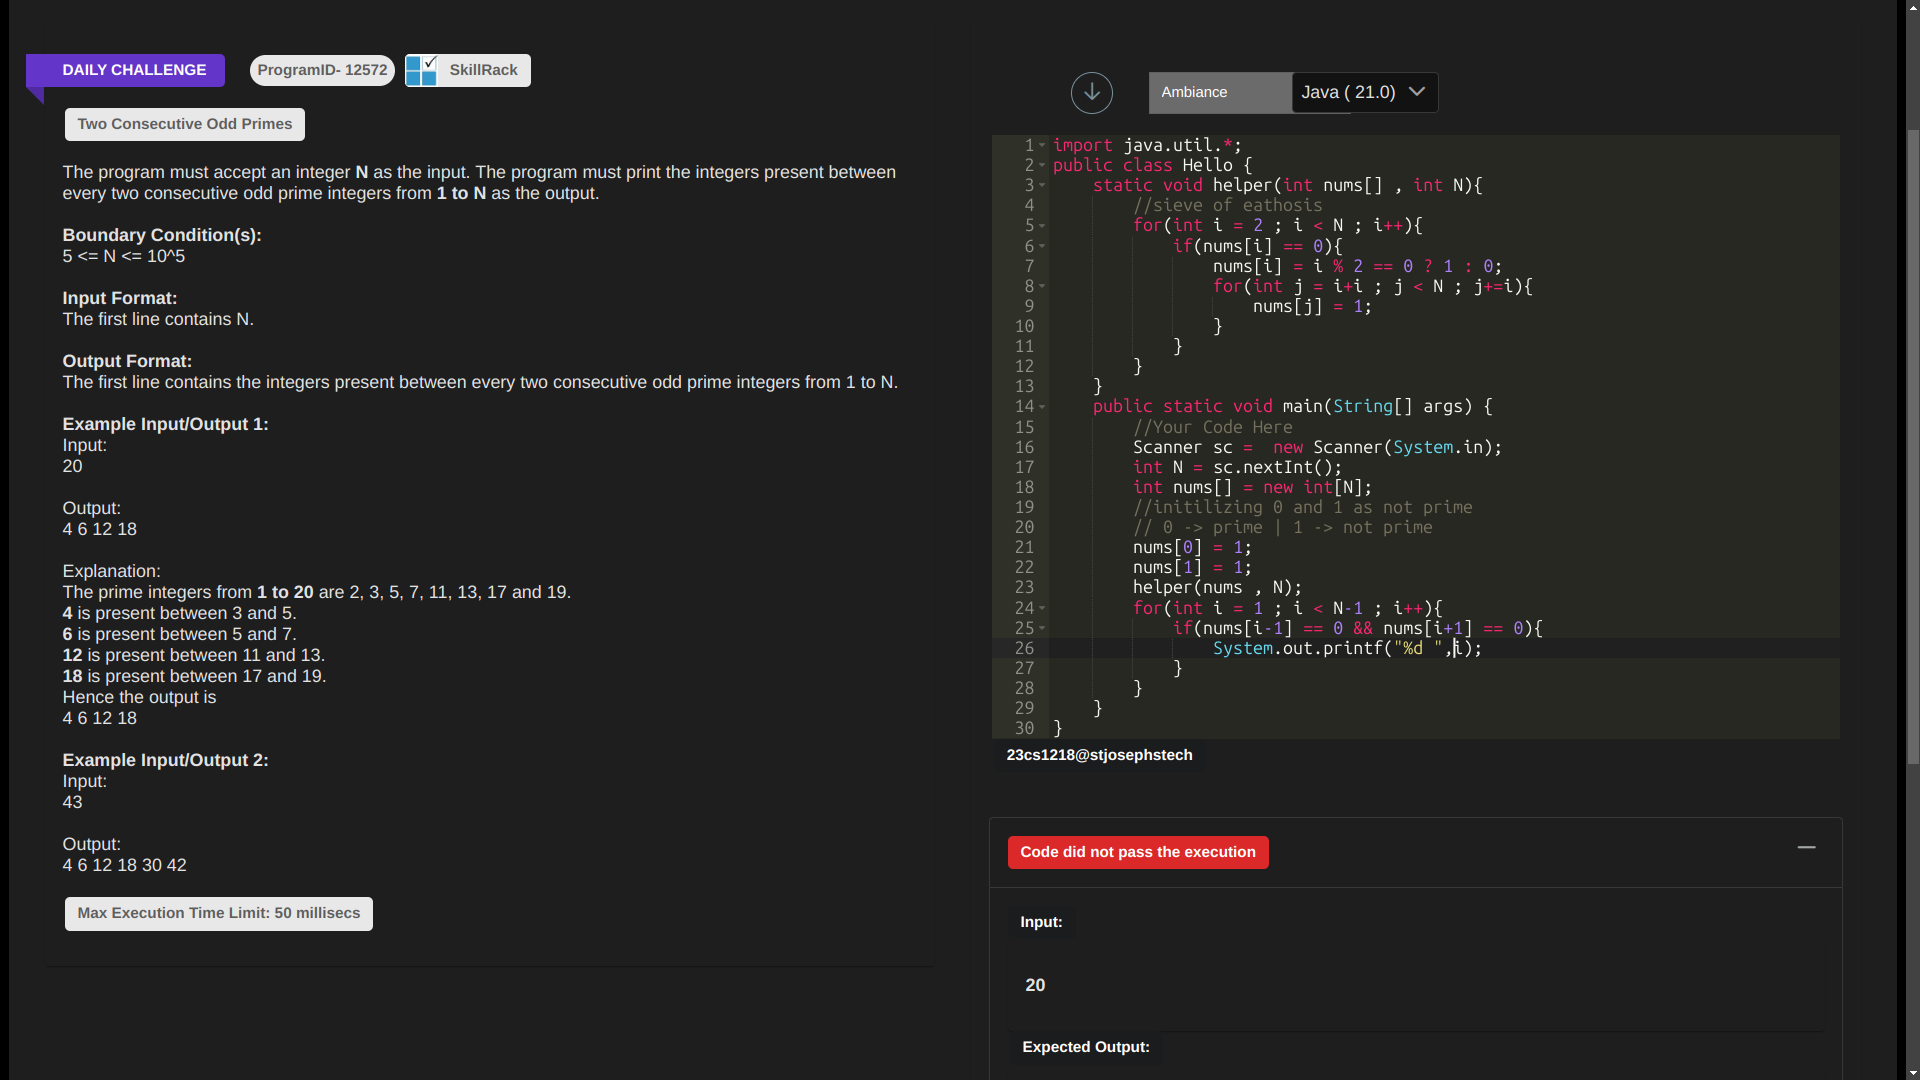 DAILY CHALLENGE
ProgramID- 12572
SkillRack
Two Consecutive Odd Primes
The program must accept an integer N as the input. The program must print the integers present between
every two consecutive odd prime integers from 1 to N as the output.
Boundary Condition(s):
5 <= N <= 10^5
Input Format:
The first line contains N.
Output Format:
The first line contains the integers present between every two consecutive odd prime integers from 1 to N.
Example Input/Output 1:
Input:
20
Output:
4 6 12 18
Explanation:
The prime integers from 1 to 20 are 2, 3, 5, 7, 11, 13, 17 and 19.
4 is present between 3 and 5.
6 is present between 5 and 7.
12 is present between 11 and 13.
18 is present between 17 and 19.
Hence the output is
4 6 12 18
Example Input/Output 2:
Input:
43
Output:
4 6 12 18 30 42
Max Execution Time Limit: 50 millisecs
Ambiance
Java ( 21.0)
1 import java.util.*;
2 public class Hello {
3 static void helper(int nums[] , int N){
4 //sieve of eathosis
5 for(int i = 2 ; i < N ; i++){
6 if(nums[i] == 0){
7 nums[i] = i % 2 == 0 ? 1 : 0;
8 for(int j = i+i ; j < N ; j+=i){
9 nums[j] = 1;
10 }
11 }
12 }
13 }
14 public static void main(String[] args) {
15 //Your Code Here
16 Scanner sc =  new Scanner(System.in);
17 int N = sc.nextInt();
18 int nums[] = new int[N];
19 //initilizing 0 and 1 as not prime
20 // 0 -> prime | 1 -> not prime
21 nums[0] = 1;
22 nums[1] = 1;
23 helper(nums , N);
24 for(int i = 1 ; i < N-1 ; i++){
25 if(nums[i-1] == 0 && nums[i+1] == 0){
26 System.out.printf("%d ",i);
27 }
28 }
29 }
30 }
23cs1218@stjosephstech
Code did not pass the execution
Input:
20
Expected Output: